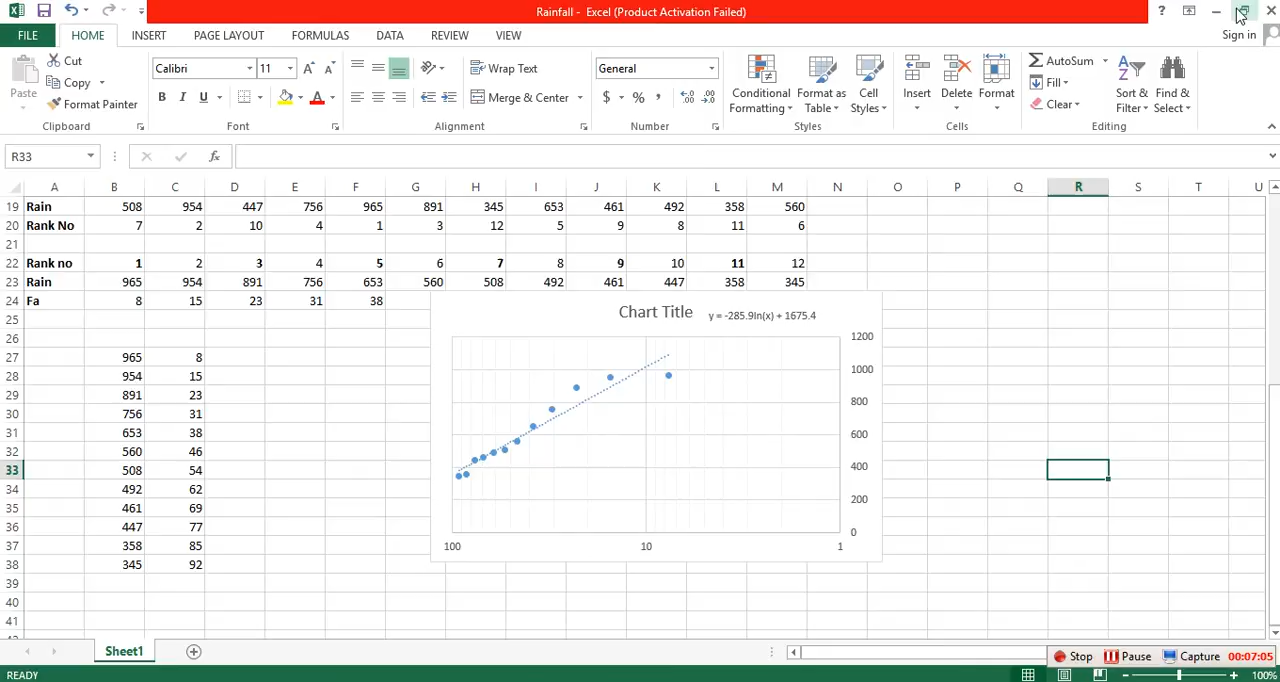 Rainfall - Excel (Product Activation Failed)
? 
Sign in
FILE HOME INSERT PAGE LAYOUT FORMULAS DATA REVIEW VIEW
Paste
Cut
Copy
Format Painter
Clipboard
Calibri 11
B I U
Font
Wrap Text
Merge & Center
Alignment
General
$ % ,
Number
Conditional Formatting
Format as Table
Cell Styles
Styles
Insert Delete Format
Cells
AutoSum
Fill
Clear
Sort & Filter
Find & Select
Editing
R33 fx
A B C D E F G H I J K L M N O P Q R S T U
19 Rain 508 954 447 756 965 891 345 653 461 492 358 560
20 Rank No 7 2 10 4 1 3 12 5 9 8 11 6
21
22 Rank no 1 2 3 4 5 6 7 8 9 10 11 12
23 Rain 965 954 891 756 653 560 508 492 461 447 358 345
24 Fa 8 15 23 31 38
25
26
27 965 8
28 954 15
29 891 23
30 756 31
31 653 38
32 560 46
33 508 54
34 492 62
35 461 69
36 447 77
37 358 85
38 345 92
39
40
41
Chart Title
y = -285.9ln(x) + 1675.4
1200
1000
800
600
400
200
0
100 10 1
Sheet1
Stop Pause Capture 00:07:05
READY
100%